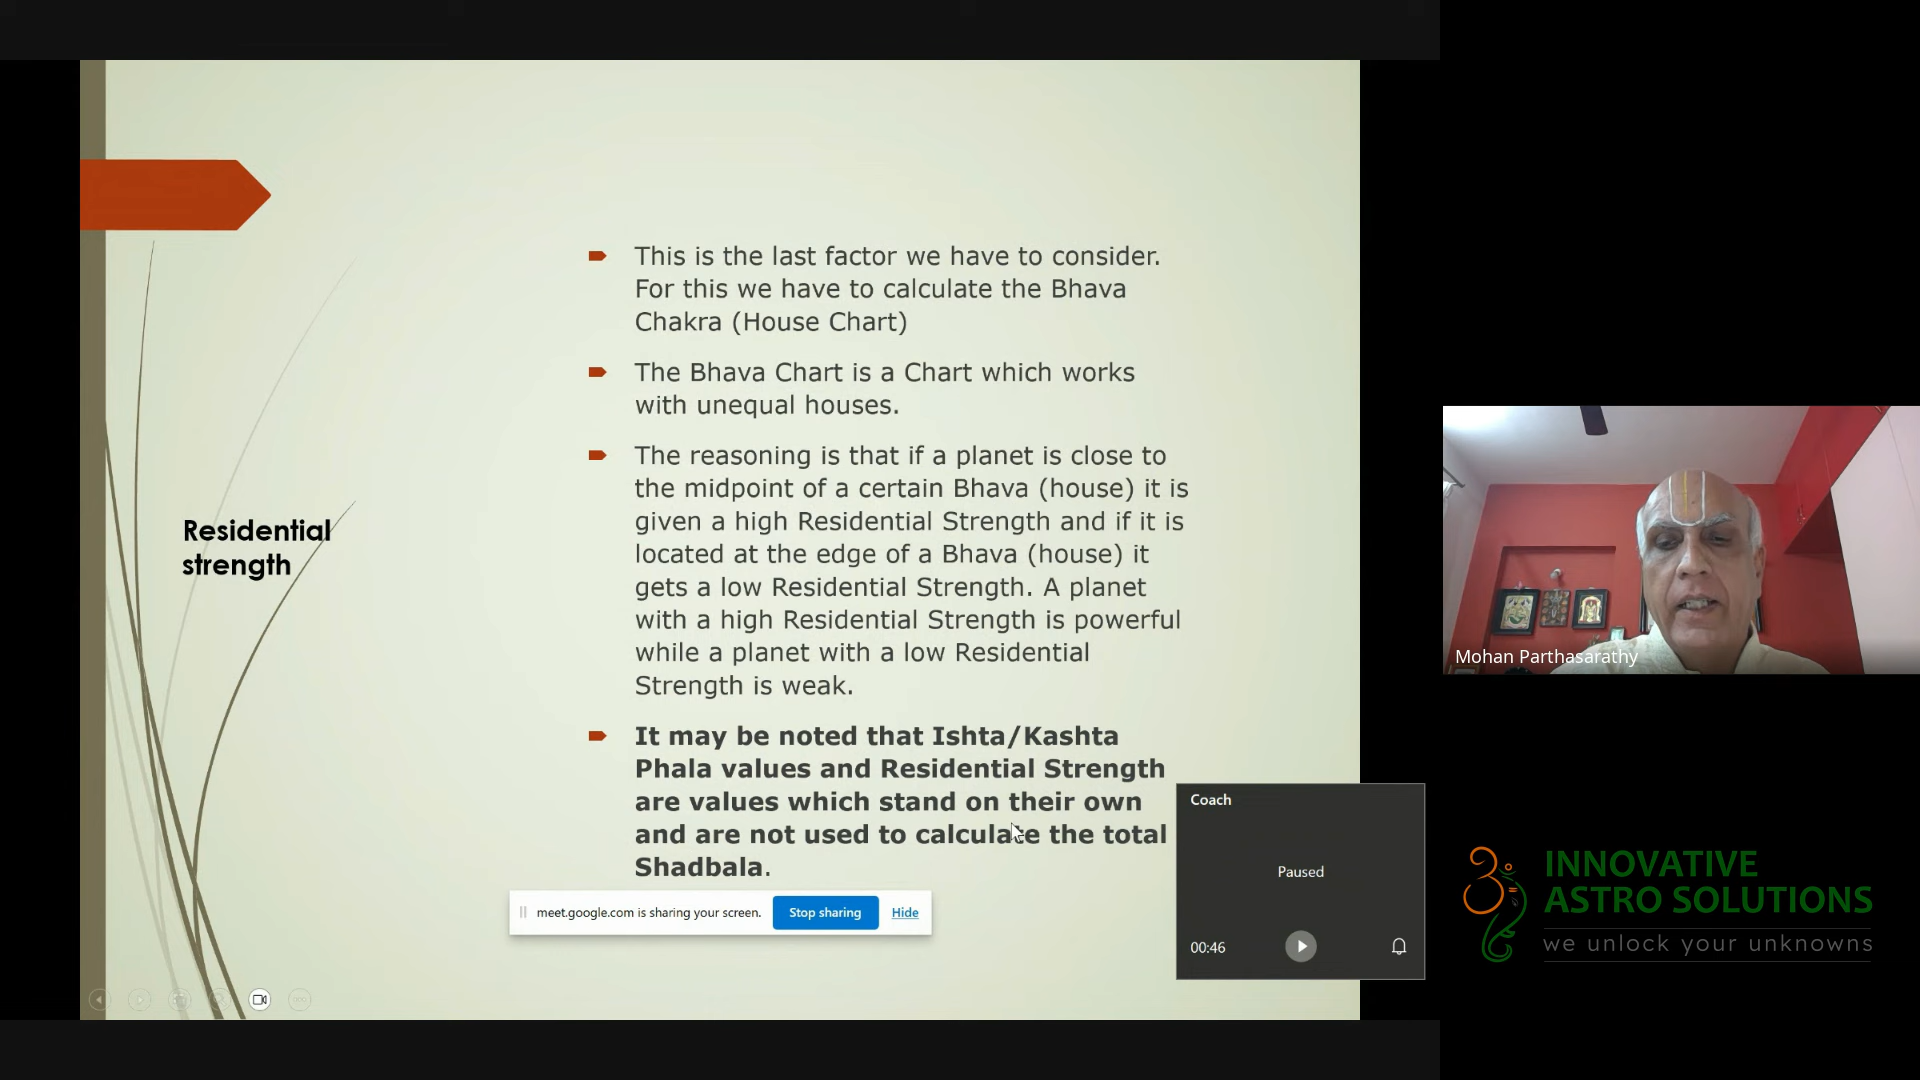 Residential
strength
This is the last factor we have to consider.
For this we have to calculate the Bhava
Chakra (House Chart)
The Bhava Chart is a Chart which works
with unequal houses.
The reasoning is that if a planet is close to
the midpoint of a certain Bhava (house) it is
given a high Residential Strength and if it is
located at the edge of a Bhava (house) it
gets a low Residential Strength. A planet
with a high Residential Strength is powerful
while a planet with a low Residential
Strength is weak.
It may be noted that Ishta/Kashta
Phala values and Residential Strength
are values which stand on their own
and are not used to calculate the total
Shadbala.
meet.google.com is sharing your screen.
Stop sharing
Hide
Coach
Paused
00:46
Mohan Parthasarathy
INNOVATIVE
ASTRO SOLUTIONS
we unlock your unknowns